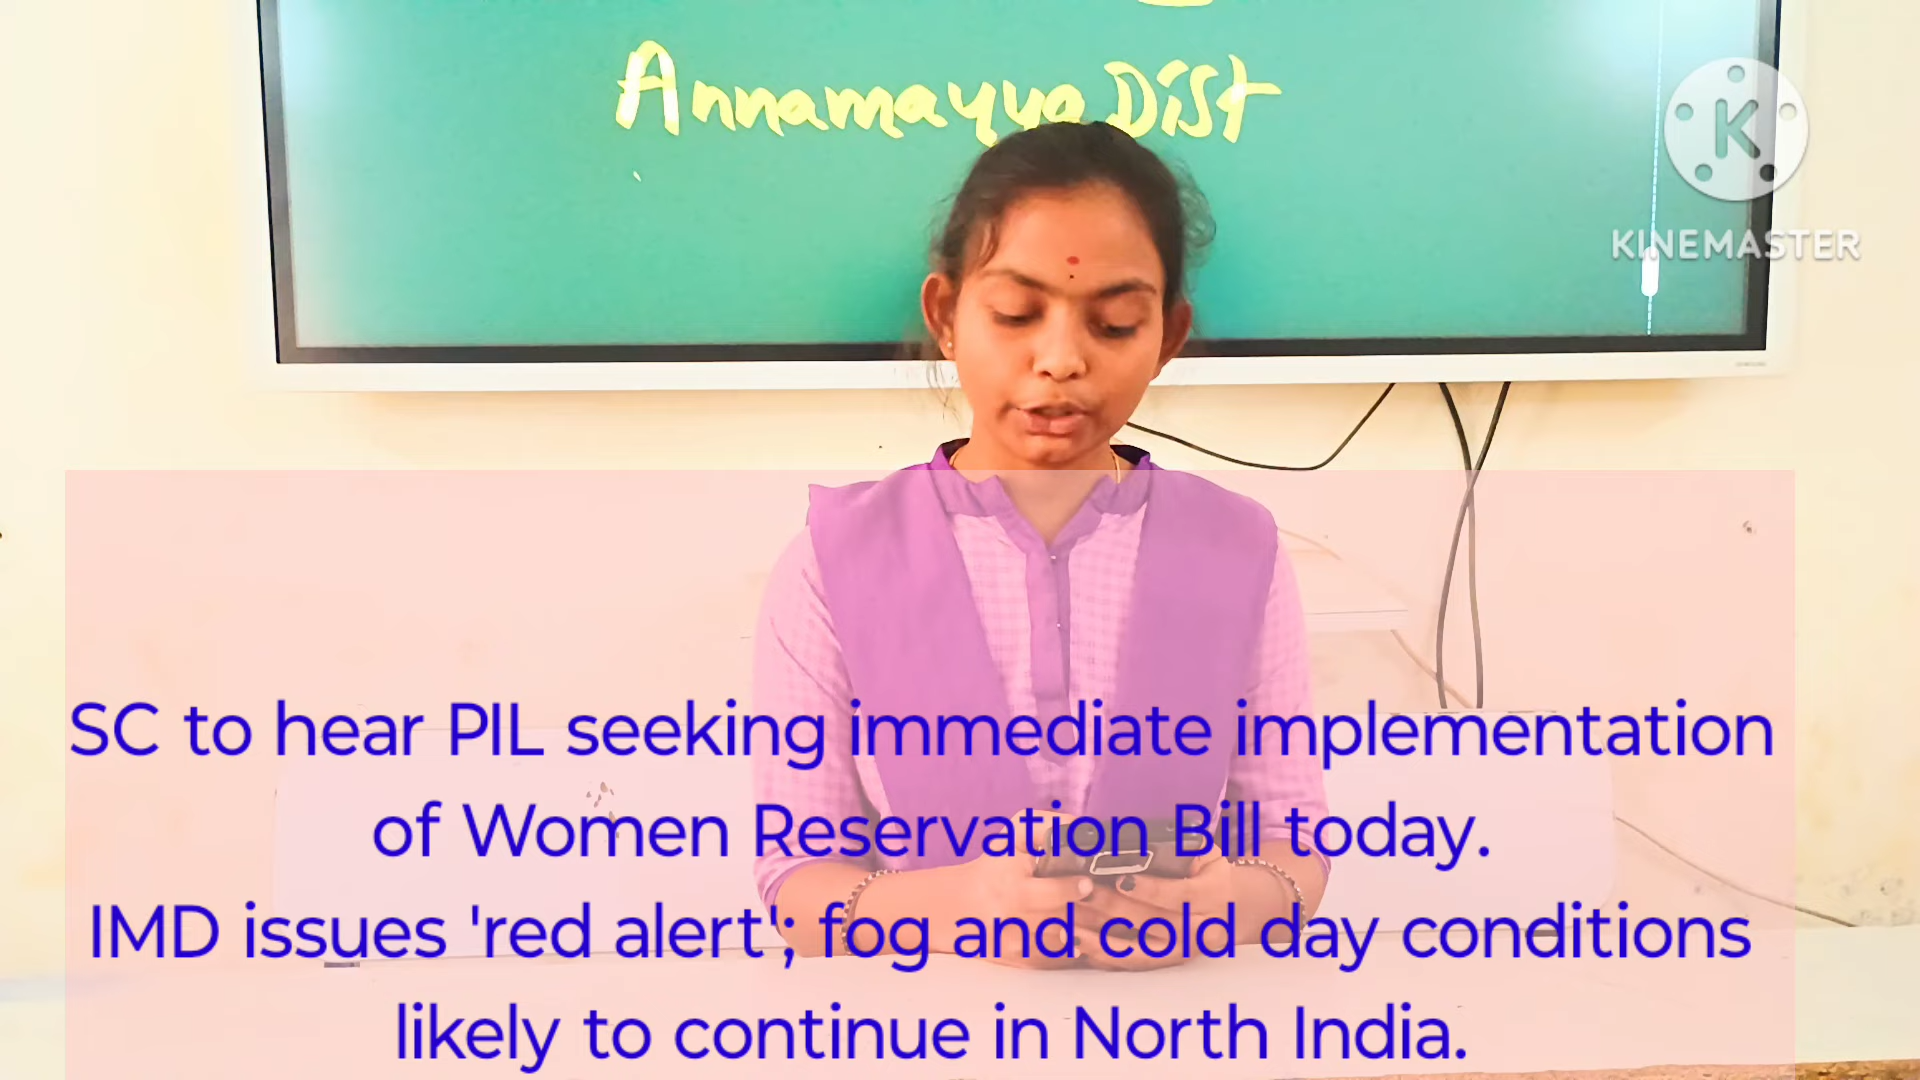 Annamayya Dist
K
KINEMASTER
SC to hear PIL seeking immediate implementation
of Women Reservation Bill today.
IMD issues 'red alert'; fog and cold day conditions
likely to continue in North India.